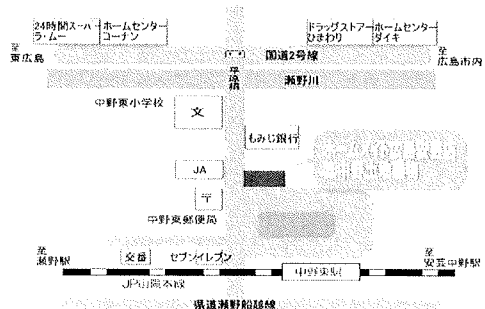 24時間スーパー
ラ・ムー
ホームセンター
コーナン
ドラッグストアー
ひまわり
ホームセンター
ダイキ
至
東広島
国道2号線
至
広島市内
平原橋
瀬野川
中野東小学校
文
もみじ銀行
JA
〒
中野東郵便局
至
瀬野駅
交番
セブンイレブン
至
安芸中野駅
中野東駅
JR山陽本線
県道瀬野船越線